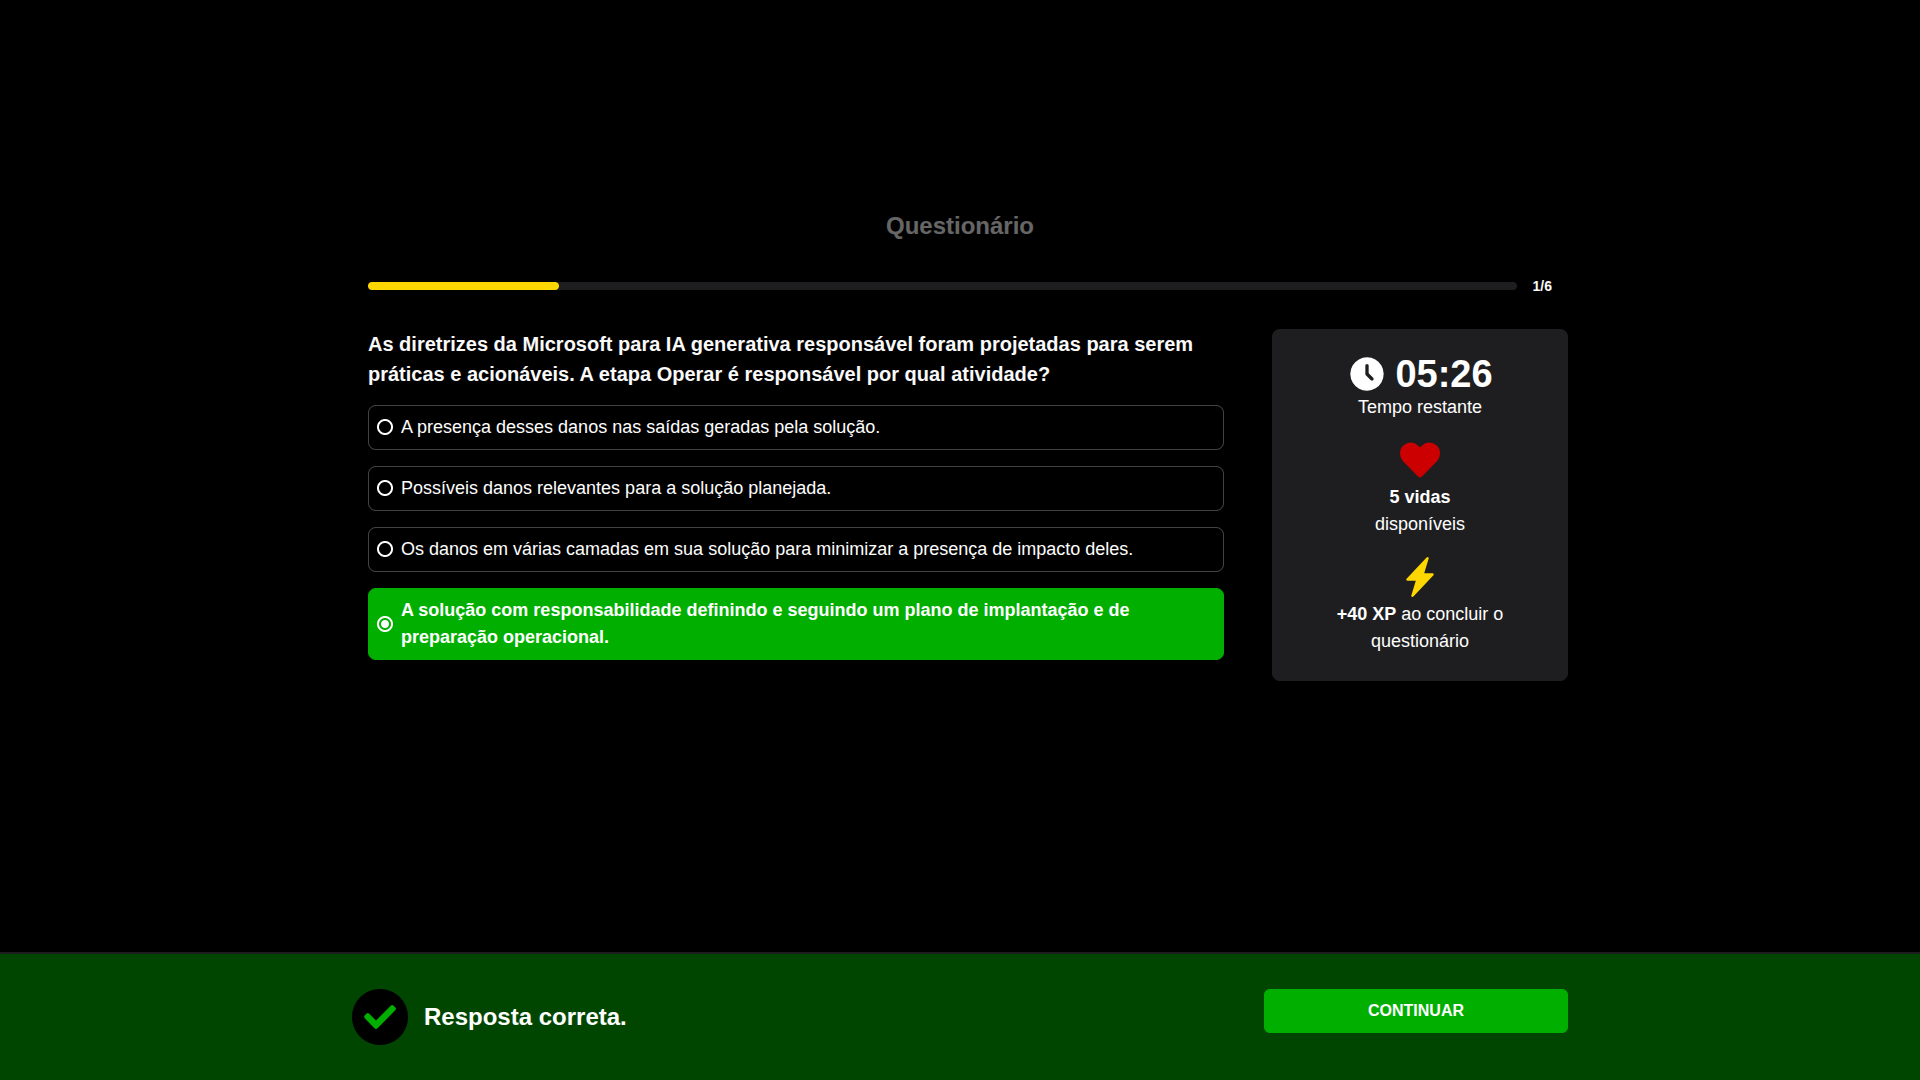 Questionário
1/6
As diretrizes da Microsoft para IA generativa responsável foram projetadas para serem
práticas e acionáveis. A etapa Operar é responsável por qual atividade?
A presença desses danos nas saídas geradas pela solução.
Possíveis danos relevantes para a solução planejada.
Os danos em várias camadas em sua solução para minimizar a presença de impacto deles.
A solução com responsabilidade definindo e seguindo um plano de implantação e de
preparação operacional.
05:26
Tempo restante
5 vidas
disponíveis
+40 XP ao concluir o
questionário
Resposta correta.
CONTINUAR